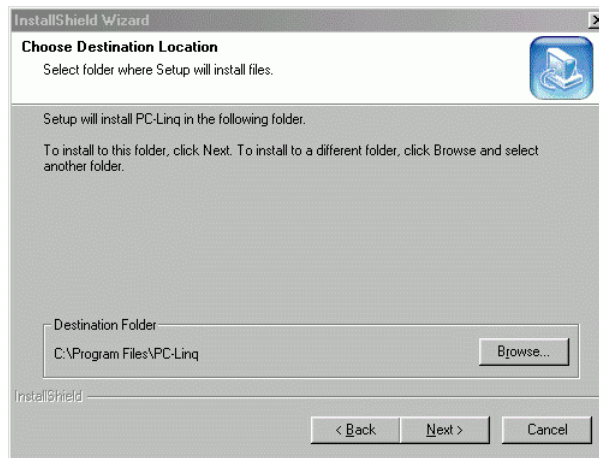 InstallShield Wizard
Choose Destination Location
Select folder where Setup will install files.
Setup will install PC-Linq in the following folder.
To install to this folder, click Next. To install to a different folder, click Browse and select
another folder.
Destination Folder
C:\Program Files\PC-Linq
Browse...
InstallShield
< Back
Next >
Cancel